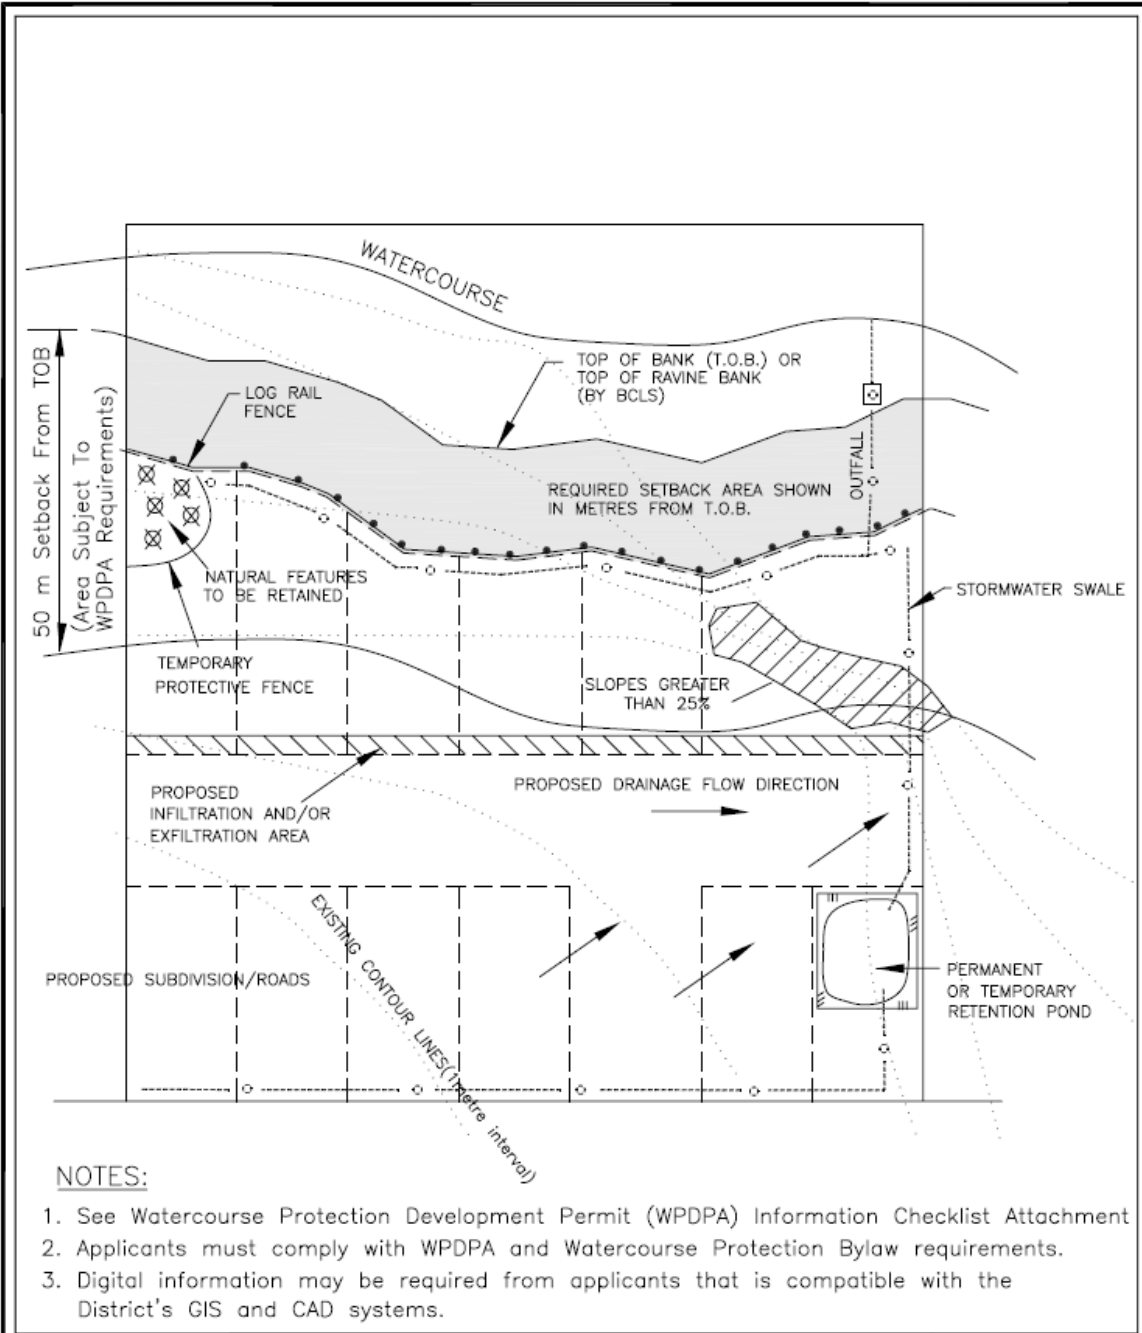 WATERCOURSE
50 m Setback From TOB
(Area Subject To
WPDPA Requirements)
TOP OF BANK (T.O.B.) OR
TOP OF RAVINE BANK
(BY BCLS)
LOG RAIL
FENCE
OUTFALL
REQUIRED SETBACK AREA SHOWN
IN METRES FROM T.O.B.
NATURAL FEATURES
TO BE RETAINED
STORMWATER SWALE
TEMPORARY
PROTECTIVE FENCE
SLOPES GREATER
THAN 25%
PROPOSED
INFILTRATION AND/OR
EXFILTRATION AREA
PROPOSED DRAINAGE FLOW DIRECTION
EXISTING CONTOUR LINES(1metre interval)
PROPOSED SUBDIVISION/ROADS
PERMANENT
OR TEMPORARY
RETENTION POND
NOTES:
1. See Watercourse Protection Development Permit (WPDPA) Information Checklist Attachment
2. Applicants must comply with WPDPA and Watercourse Protection Bylaw requirements.
3. Digital information may be required from applicants that is compatible with the
District's GIS and CAD systems.